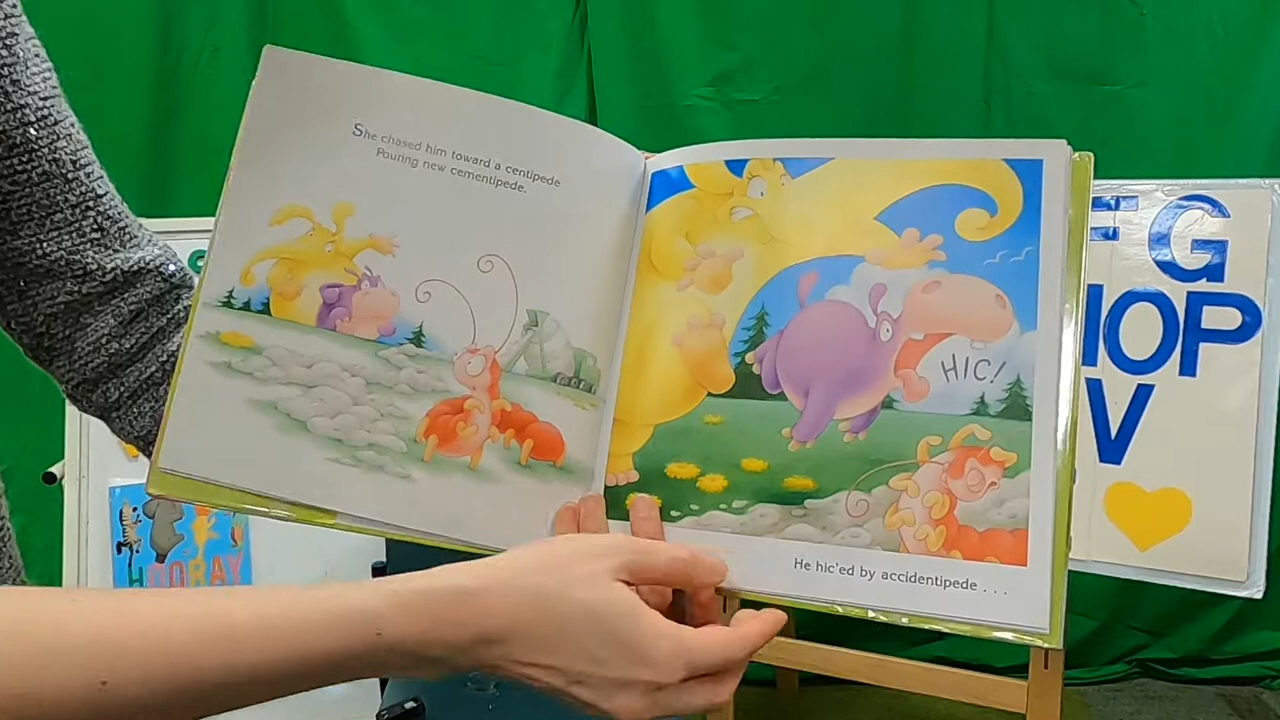 She chased him toward a centipede
Pouring new cementipede.
HIC!
He hic'ed by accidentipede . . .
F G
HOP
V
HOORAY